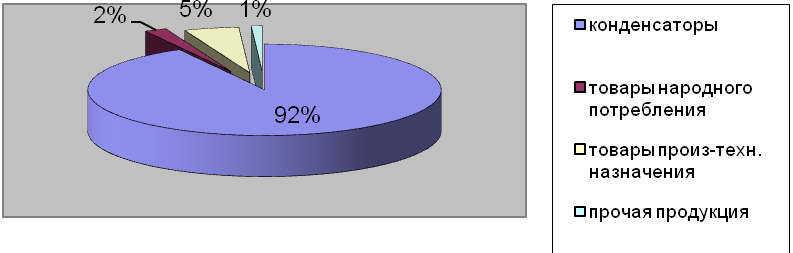 2%
5%
1%
92%
конденсаторы
товары народного
потребления
товары произ-техн.
назначения
прочая продукция